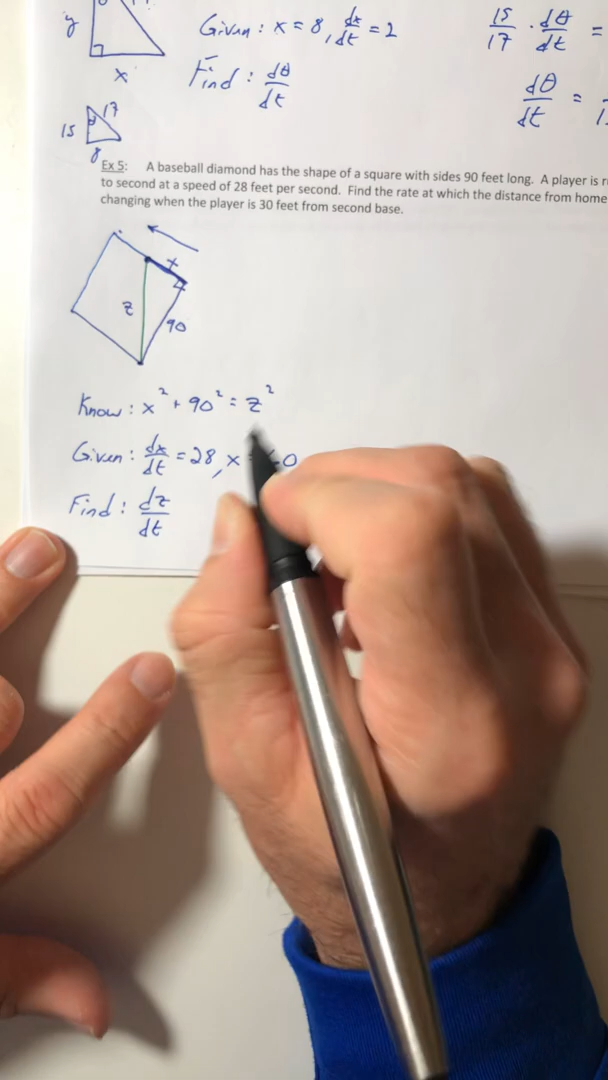 y
x
Given : x = 8, dx/dt = 2
Find : dθ/dt
15/17 · dθ/dt =
dθ/dt =
15 17
8
Ex 5: A baseball diamond has the shape of a square with sides 90 feet long. A player is
to second at a speed of 28 feet per second. Find the rate at which the distance from home
changing when the player is 30 feet from second base.
x
z
90
Know : x² + 90² = z²
Given : dx/dt = 28, x
Find : dz/dt